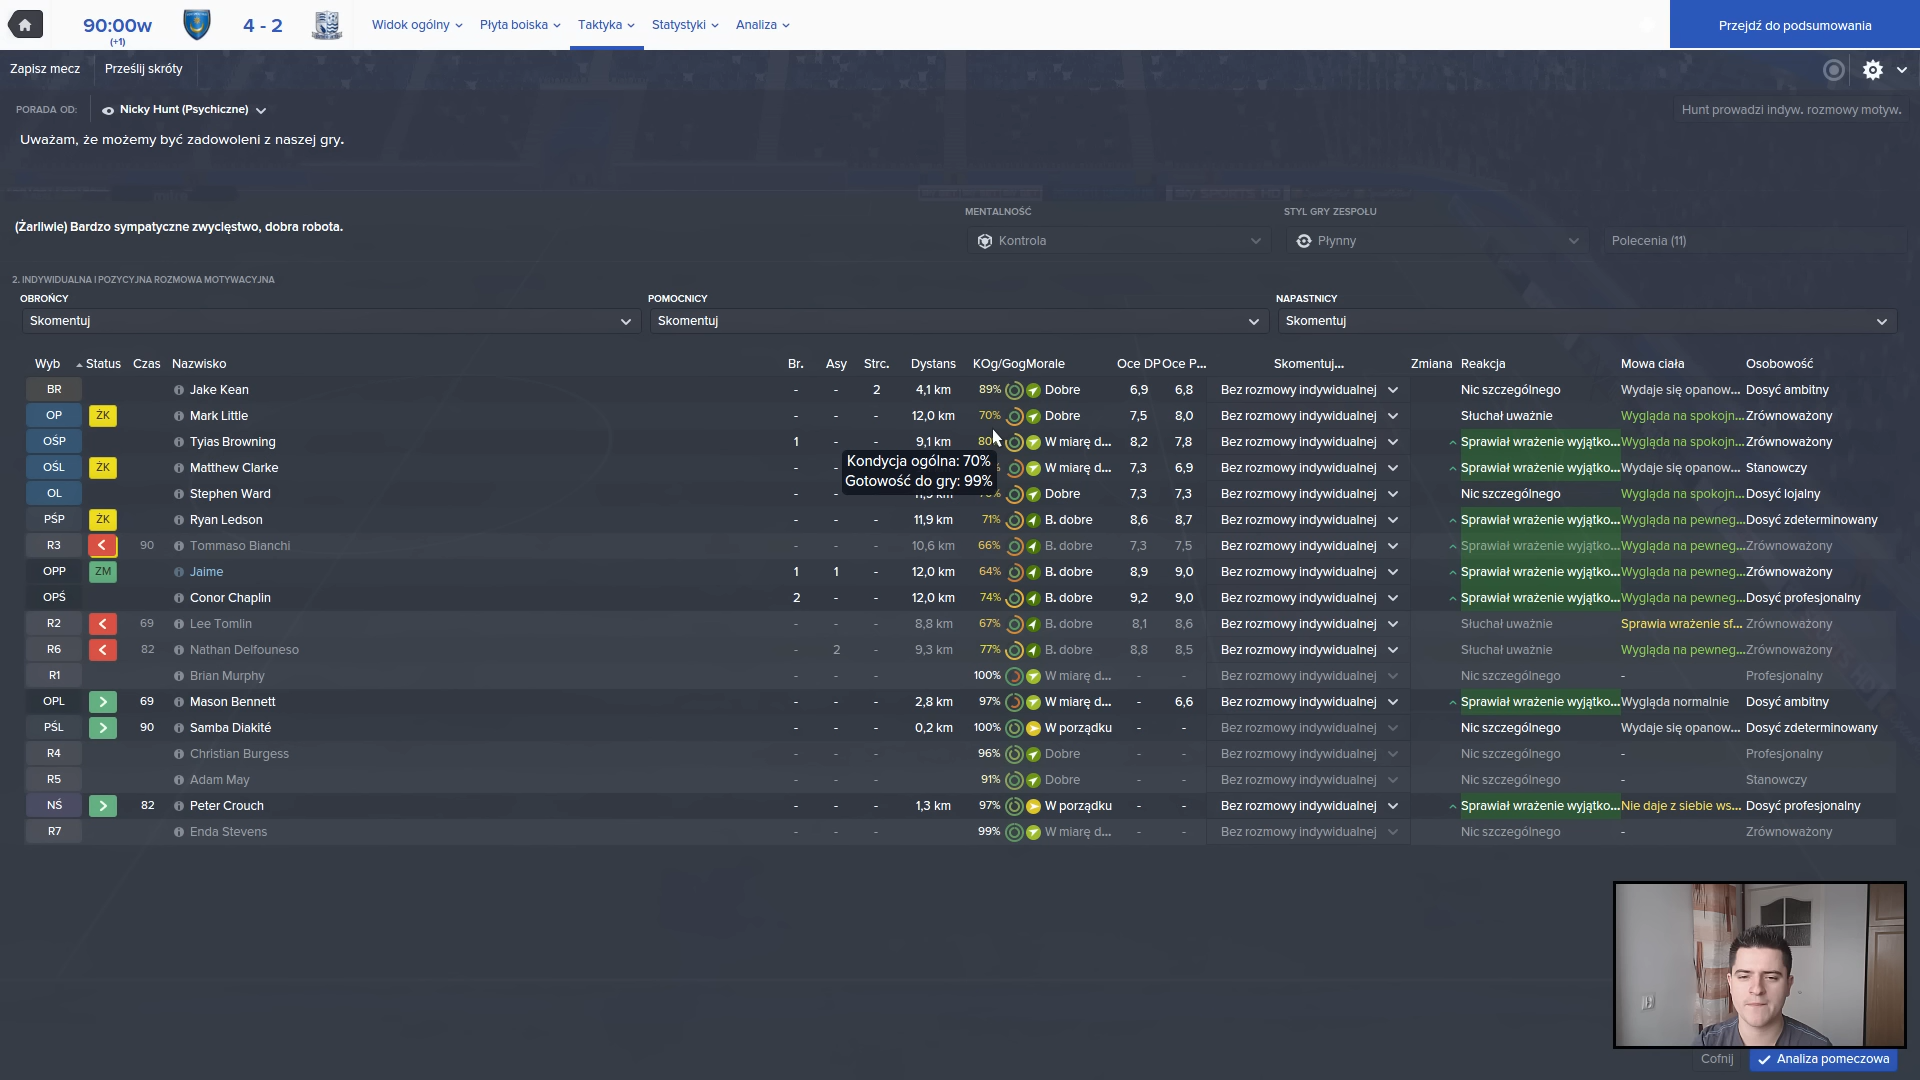 90:00w
(+1)
4 - 2
Widok ogólny
Płyta boiska
Taktyka
Statystyki
Analiza
Przejdź do podsumowania
Zapisz mecz
Prześlij skróty
PORADA OD:
Nicky Hunt (Psychiczne)
Hunt prowadzi indyw. rozmowy motyw.
Uważam, że możemy być zadowoleni z naszej gry.
MENTALNOŚĆ
STYL GRY ZESPOŁU
(Żarliwie) Bardzo sympatyczne zwycięstwo, dobra robota.
Kontrola
Płynny
Polecenia (11)
2. INDYWIDUALNA I POZYCYJNA ROZMOWA MOTYWACYJNA
OBROŃCY
POMOCNICY
NAPASTNICY
Skomentuj
Skomentuj
Skomentuj
Wyb Status Czas Nazwisko Br. Asy Strc. Dystans KOg/GogMorale Oce DP Oce P... Skomentuj... Zmiana Reakcja Mowa ciała Osobowość
BR Jake Kean - - 2 4,1 km 89% Dobre 6,9 6,8 Bez rozmowy indywidualnej Nic szczególnego Wydaje się opanow... Dosyć ambitny
OP ŻK Mark Little - - - 12,0 km 70% Dobre 7,5 8,0 Bez rozmowy indywidualnej Słuchał uważnie Wygląda na spokojn... Zrównoważony
OŚP Tyias Browning 1 - - 9,1 km 80 W miarę d... 8,2 7,8 Bez rozmowy indywidualnej Sprawiał wrażenie wyjątko... Wygląda na spokojn... Zrównoważony
OŚL ŻK Matthew Clarke - W miarę d... 7,3 6,9 Bez rozmowy indywidualnej Sprawiał wrażenie wyjątko... Wydaje się opanow... Stanowczy
Kondycja ogólna: 70%
Gotowość do gry: 99%
OL Stephen Ward - Dobre 7,3 7,3 Bez rozmowy indywidualnej Nic szczególnego Wygląda na spokojn... Dosyć lojalny
PŚP ŻK Ryan Ledson - - - 11,9 km 71% B. dobre 8,6 8,7 Bez rozmowy indywidualnej Sprawiał wrażenie wyjątko... Wygląda na pewneg... Dosyć zdeterminowany
R3 90 Tommaso Bianchi - - - 10,6 km 66% B. dobre 7,3 7,5 Bez rozmowy indywidualnej Sprawiał wrażenie wyjątko... Wygląda na pewneg... Zrównoważony
OPP ZM Jaime 1 1 - 12,0 km 64% B. dobre 8,9 9,0 Bez rozmowy indywidualnej Sprawiał wrażenie wyjątko... Wygląda na pewneg... Zrównoważony
OPŚ Conor Chaplin 2 - - 12,0 km 74% B. dobre 9,2 9,0 Bez rozmowy indywidualnej Sprawiał wrażenie wyjątko... Wygląda na pewneg... Dosyć profesjonalny
R2 69 Lee Tomlin - - - 8,8 km 67% B. dobre 8,1 8,6 Bez rozmowy indywidualnej Słuchał uważnie Sprawia wrażenie sf... Zrównoważony
R6 82 Nathan Delfouneso - 2 - 9,3 km 77% B. dobre 8,8 8,5 Bez rozmowy indywidualnej Słuchał uważnie Wygląda na pewneg... Zrównoważony
R1 Brian Murphy - - - 100% W miarę d... - - Bez rozmowy indywidualnej Nic szczególnego - Profesjonalny
OPL 69 Mason Bennett - - - 2,8 km 97% W miarę d... - 6,6 Bez rozmowy indywidualnej Sprawiał wrażenie wyjątko... Wygląda normalnie Dosyć ambitny
PŚL 90 Samba Diakité - - - 0,2 km 100% W porządku - - Bez rozmowy indywidualnej Nic szczególnego Wydaje się opanow... Dosyć zdeterminowany
R4 Christian Burgess - - - 96% Dobre - - Bez rozmowy indywidualnej Nic szczególnego - Profesjonalny
R5 Adam May - - - 91% Dobre - - Bez rozmowy indywidualnej Nic szczególnego - Stanowczy
NŚ 82 Peter Crouch - - - 1,3 km 97% W porządku - - Bez rozmowy indywidualnej Sprawiał wrażenie wyjątko... Nie daje z siebie ws... Dosyć profesjonalny
R7 Enda Stevens - - - 99% W miarę d... - - Bez rozmowy indywidualnej Nic szczególnego - Zrównoważony
Cofnij
Analiza pomeczowa